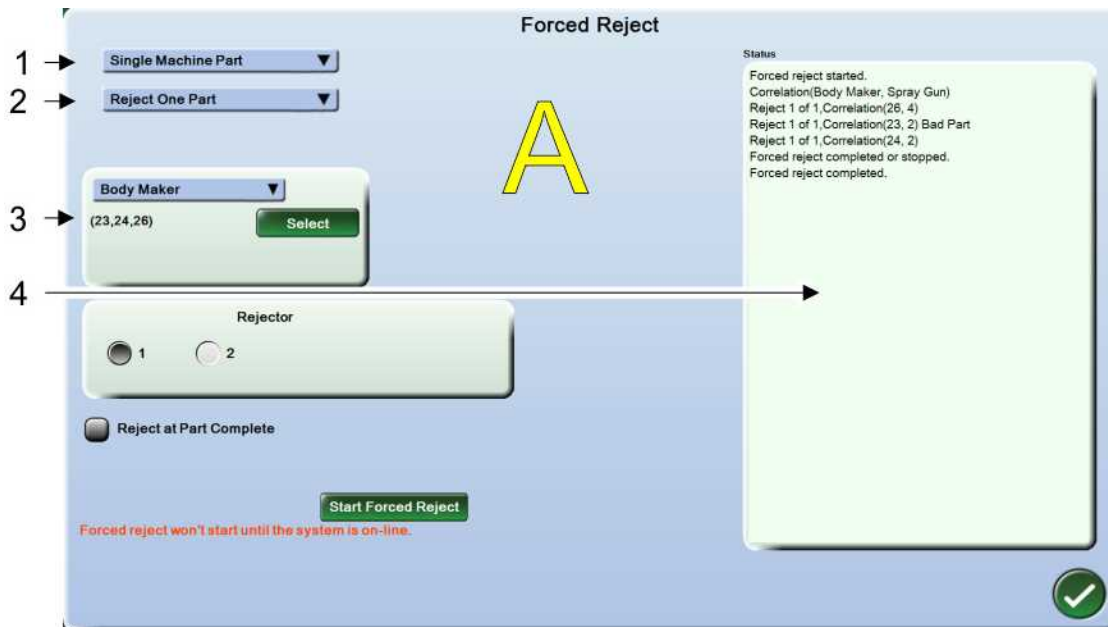 Forced Reject
1
Single Machine Part
2
Reject One Part
A
Body Maker
3
(23,24,26)
Select
4
Rejector
1
2
Reject at Part Complete
Start Forced Reject
Forced reject won't start until the system is on-line.
Status
Forced reject started.
Correlation(Body Maker, Spray Gun)
Reject 1 of 1,Correlation(26, 4)
Reject 1 of 1,Correlation(23, 2) Bad Part
Reject 1 of 1,Correlation(24, 2)
Forced reject completed or stopped.
Forced reject completed.